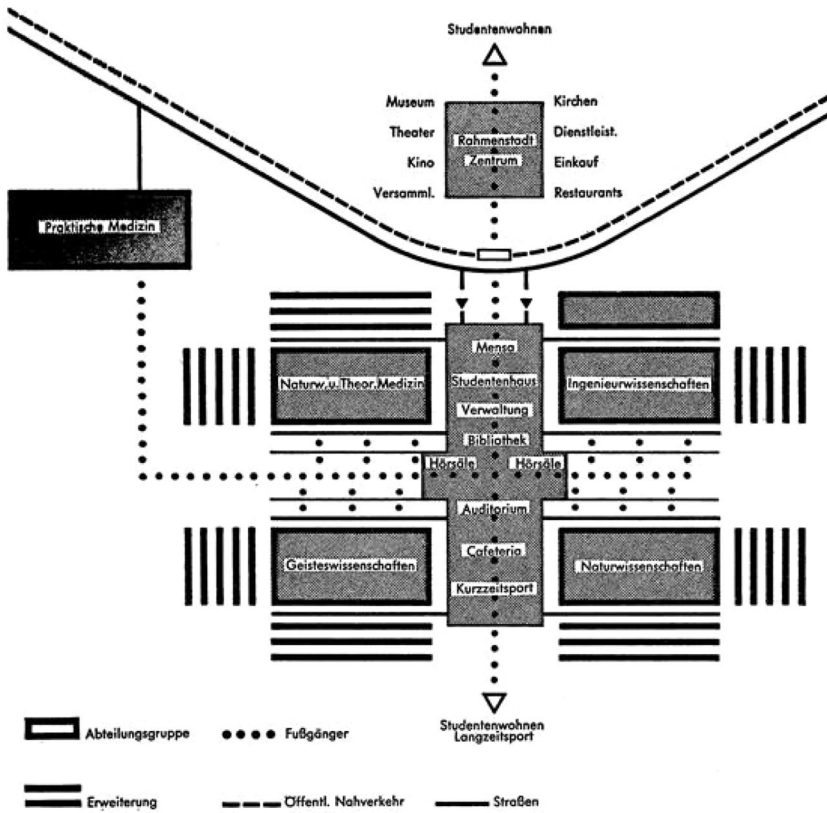 Studentenwohnen
Museum
Kirchen
Theater
Rahmenstadt
Dienstleist.
Kino
Zentrum
Einkauf
Versamml.
Restaurants
Praktische Medizin
Mensa
Naturw. u. Theor. Medizin
Studentenhaus
Ingenieurwissenschaften
Verwaltung
Bibliothek
Hörsäle
Hörsäle
Auditorium
Geisteswissenschaften
Cafeteria
Naturwissenschaften
Kurzzeitsport
Studentenwohnen
Langzeitsport
Abteilungsgruppe
Fußgänger
Erweiterung
Öffentl. Nahverkehr
Straßen